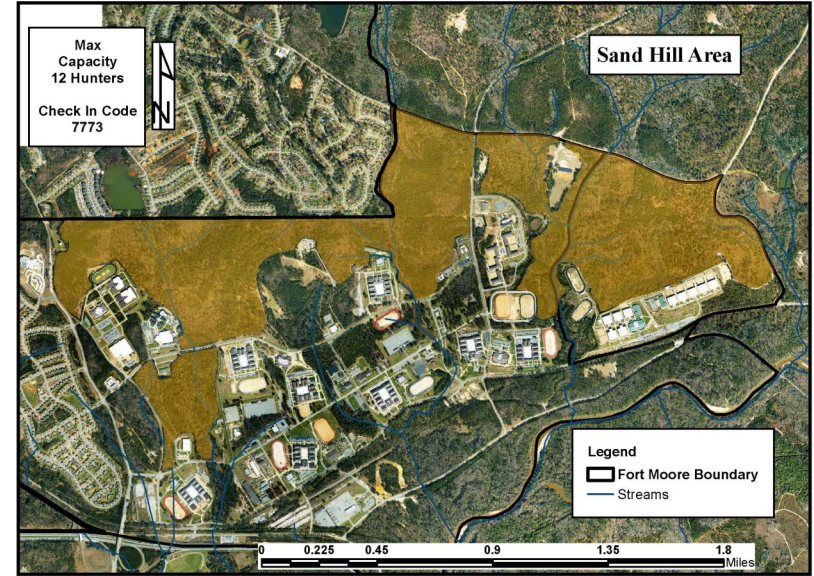 Max
Capacity
12 Hunters
Check In Code
7773
N
Sand Hill Area
Legend
Fort Moore Boundary
Streams
0 0.225 0.45 0.9 1.35 1.8
Miles